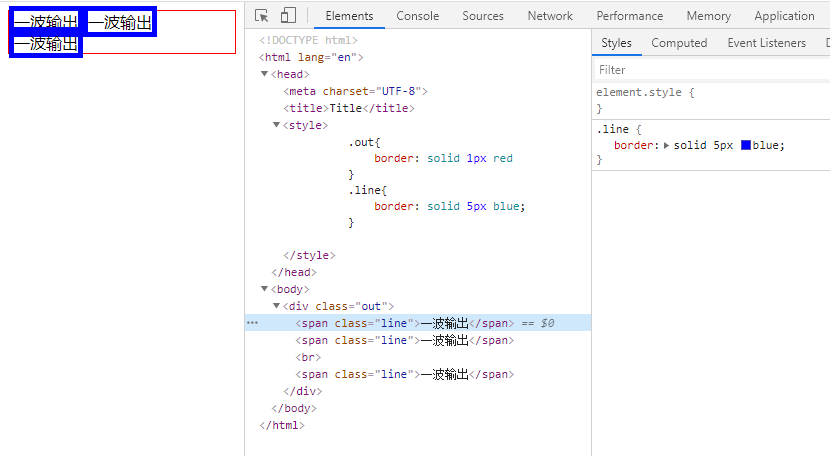 一波输出 一波输出
一波输出
Elements Console Sources Network Performance Memory Application
<!DOCTYPE html>
<html lang="en">
<head>
<meta charset="UTF-8">
<title>Title</title>
<style>
.out{
border: solid 1px red
}
.line{
border: solid 5px blue;
}
</style>
</head>
<body>
<div class="out">
<span class="line">一波输出</span> == $0
<span class="line">一波输出</span>
<br>
<span class="line">一波输出</span>
</div>
</body>
</html>
Styles Computed Event Listeners D
Filter
element.style {
}
.line {
border: solid 5px blue;
}